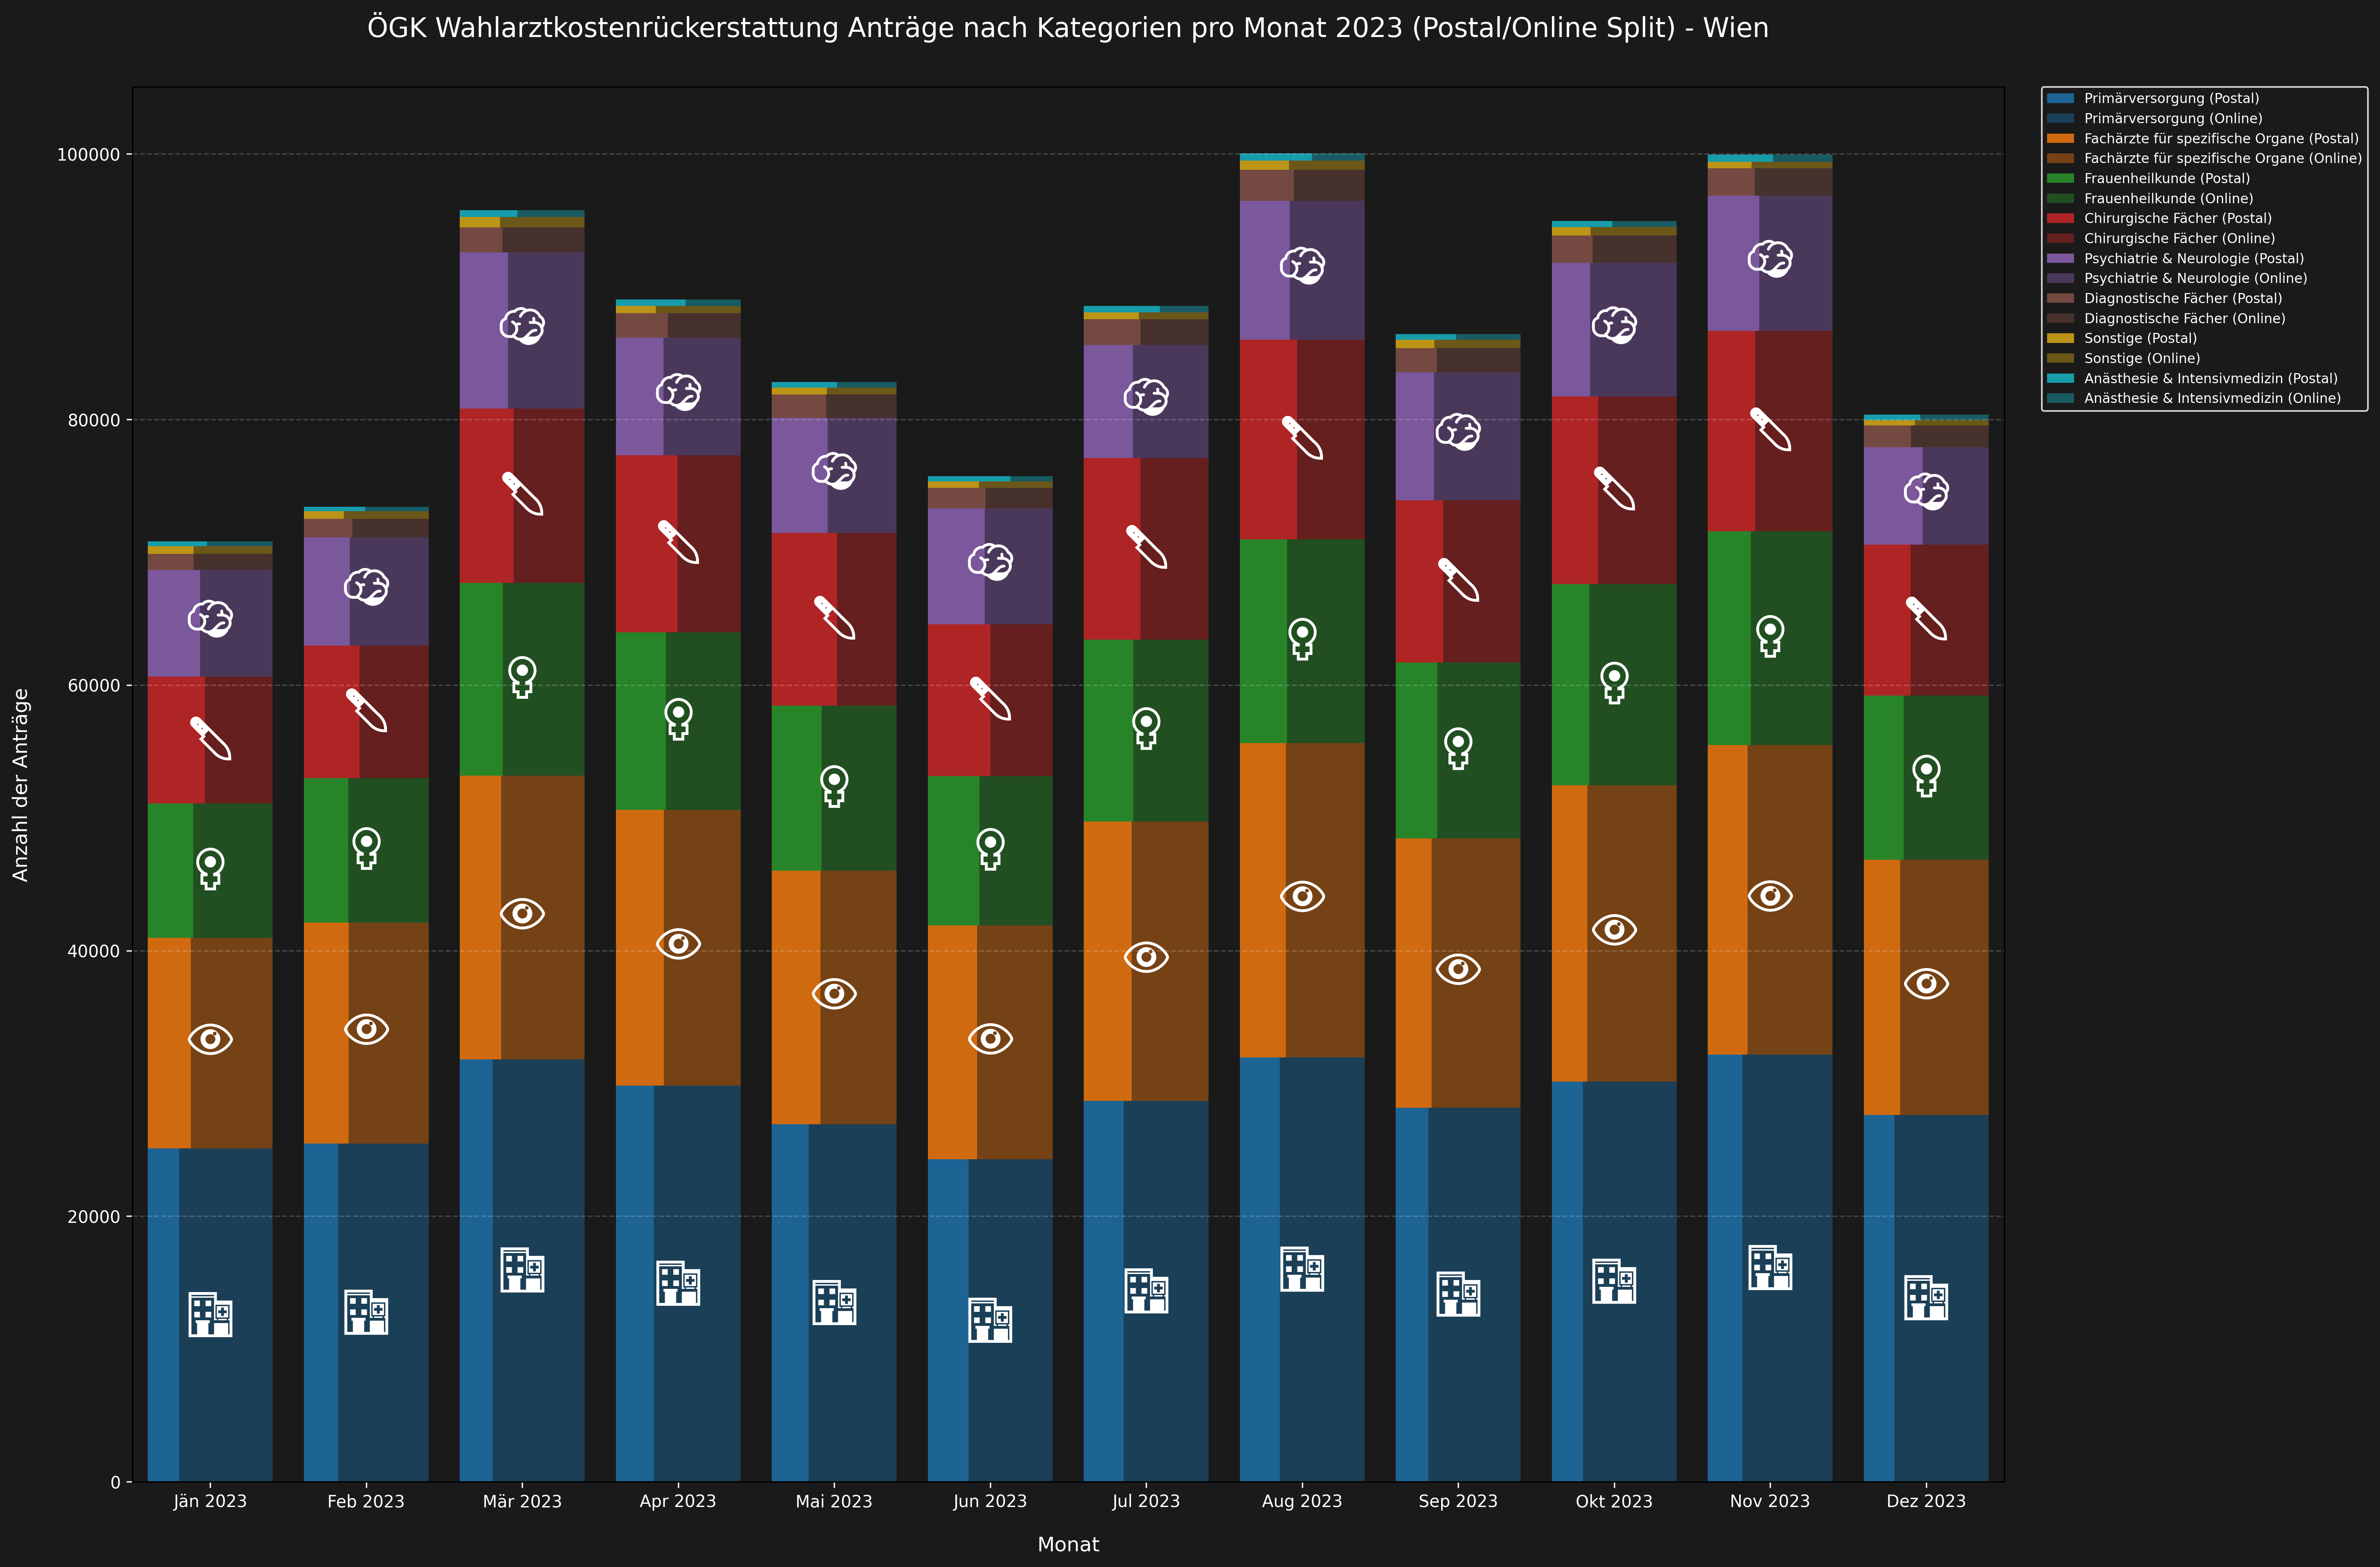 ÖGK Wahlarztkostenrückerstattung Anträge nach Kategorien pro Monat 2023 (Postal/Online Split) - Wien
Anzahl der Anträge
100000
80000
60000
40000
20000
0
Jän 2023
Feb 2023
Mär 2023
Apr 2023
Mai 2023
Jun 2023
Jul 2023
Aug 2023
Sep 2023
Okt 2023
Nov 2023
Dez 2023
Monat
Primärversorgung (Postal)
Primärversorgung (Online)
Fachärzte für spezifische Organe (Postal)
Fachärzte für spezifische Organe (Online)
Frauenheilkunde (Postal)
Frauenheilkunde (Online)
Chirurgische Fächer (Postal)
Chirurgische Fächer (Online)
Psychiatrie & Neurologie (Postal)
Psychiatrie & Neurologie (Online)
Diagnostische Fächer (Postal)
Diagnostische Fächer (Online)
Sonstige (Postal)
Sonstige (Online)
Anästhesie & Intensivmedizin (Postal)
Anästhesie & Intensivmedizin (Online)